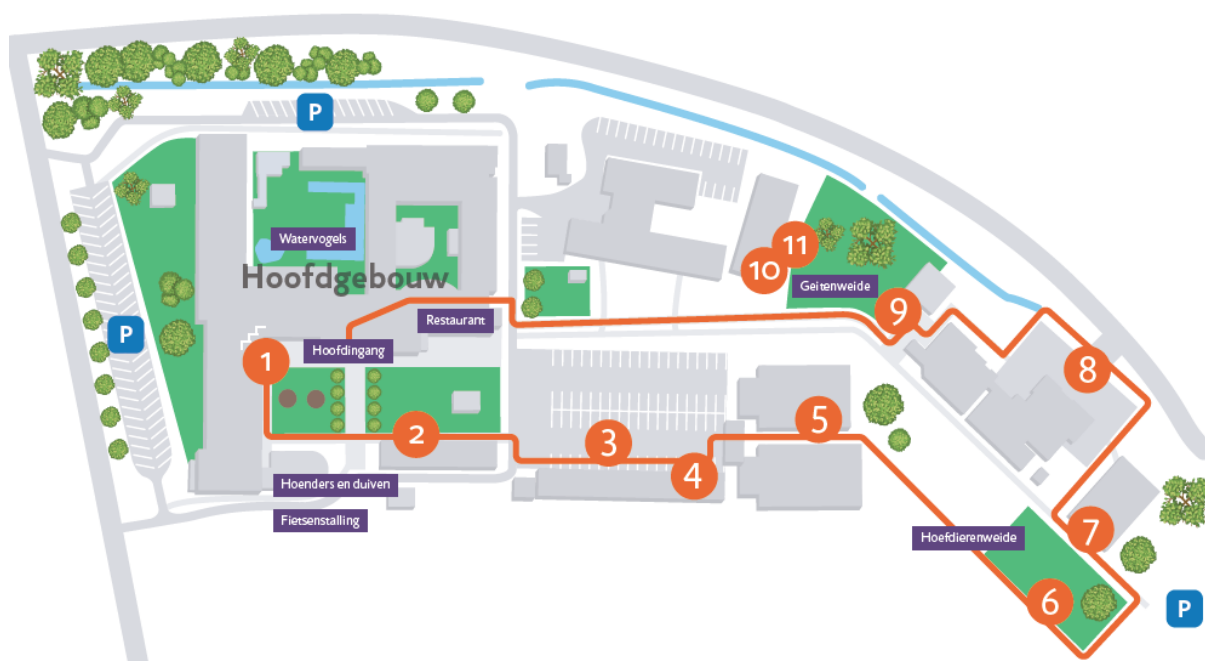 P
Watervogels
Hoofdgebouw
11
10
Geitenweide
9
Restaurant
P
Hoofdingang
1
8
2
3
5
4
Hoenders en duiven
Fietsenstalling
7
Hoefdierenweide
6
P